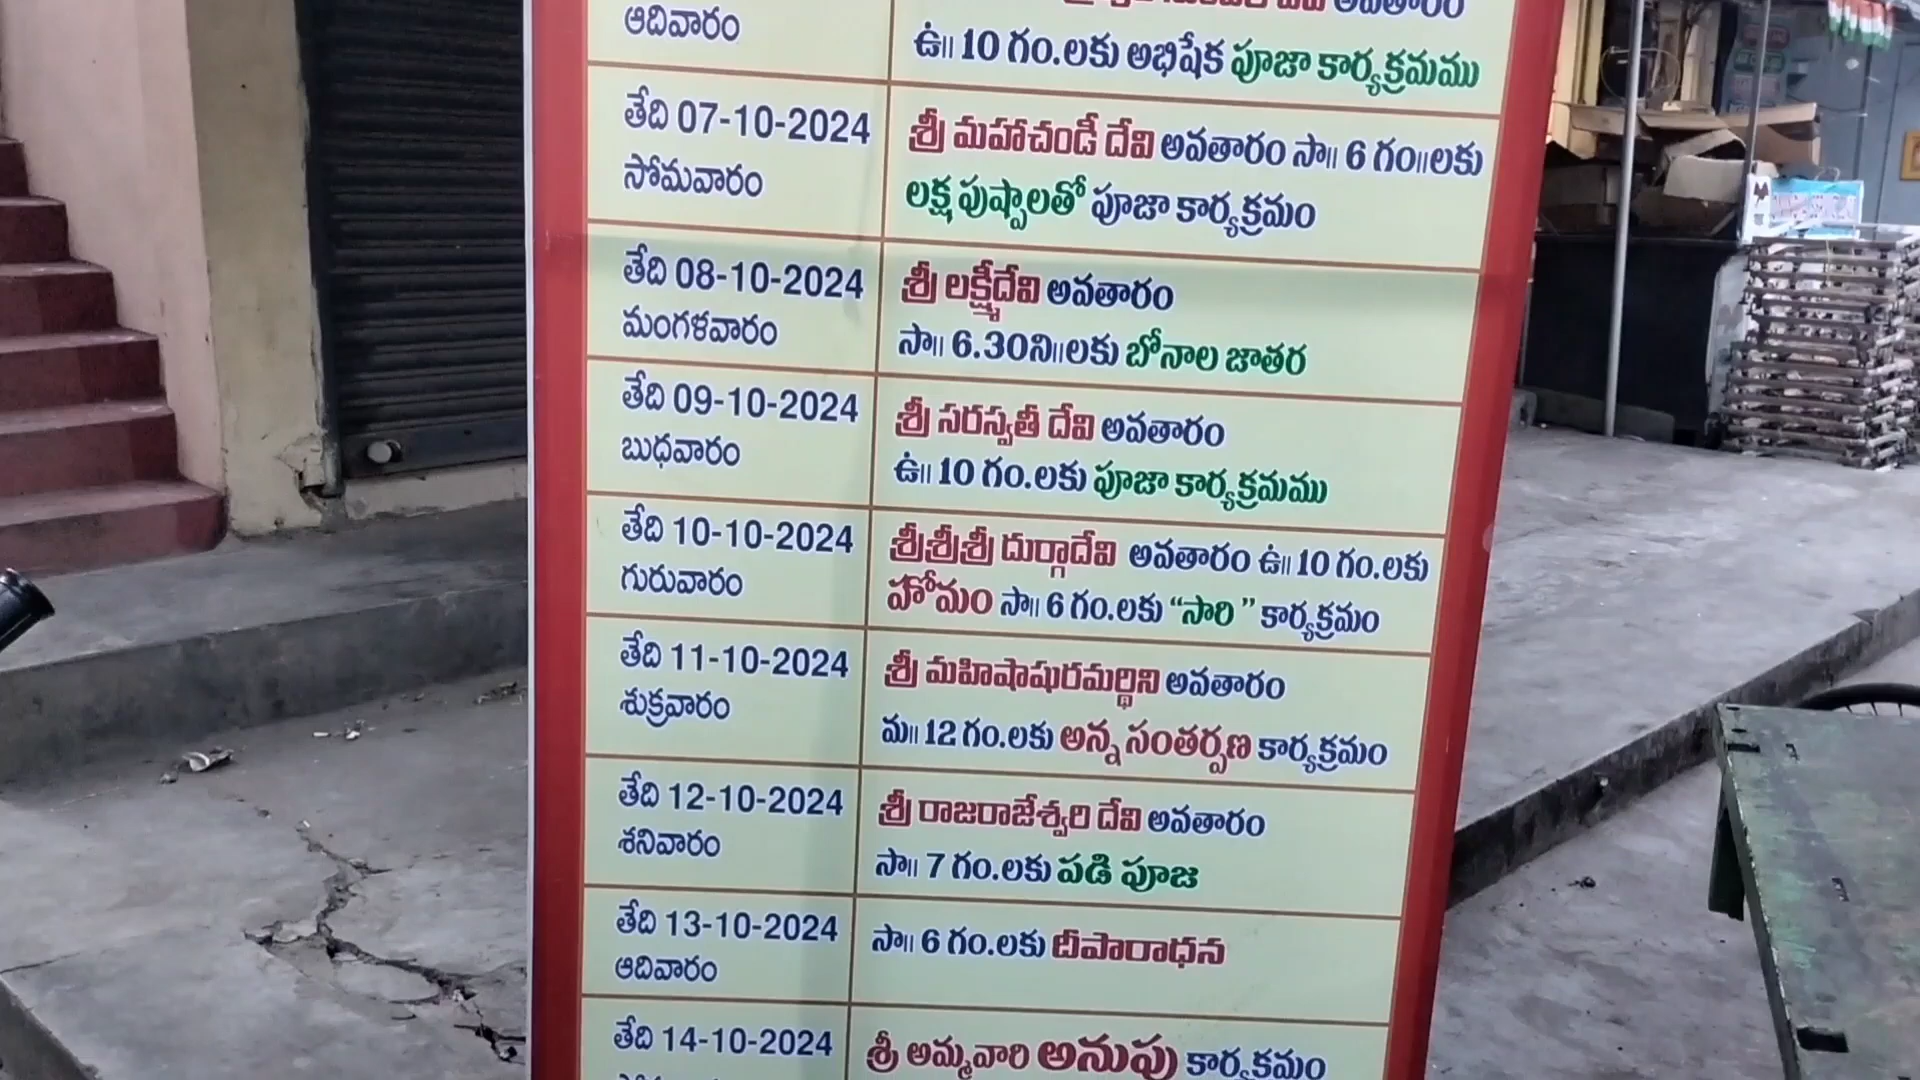 అవతారం
ఆదివారం
ఉ॥ 10 గం.లకు అభిషేక పూజా కార్యక్రమము
తేది 07-10-2024
సోమవారం
శ్రీ మహాచండీ దేవి అవతారం సా॥ 6 గం॥లకు
లక్ష పుష్పాలతో పూజా కార్యక్రమం
తేది 08-10-2024
మంగళవారం
శ్రీ లక్ష్మీదేవి అవతారం
సా॥ 6.30ని॥లకు బోనాల జాతర
తేది 09-10-2024
బుధవారం
శ్రీ సరస్వతీ దేవి అవతారం
ఉ॥ 10 గం.లకు పూజా కార్యక్రమము
తేది 10-10-2024
గురువారం
శ్రీశ్రీశ్రీ దుర్గాదేవి అవతారం ఉ॥ 10 గం.లకు
హోమం సా॥ 6 గం.లకు “సారి ” కార్యక్రమం
తేది 11-10-2024
శుక్రవారం
శ్రీ మహిషాషురమర్థిని అవతారం
మ॥ 12 గం.లకు అన్న సంతర్పణ కార్యక్రమం
తేది 12-10-2024
శనివారం
శ్రీ రాజరాజేశ్వరి దేవి అవతారం
సా॥ 7 గం.లకు పడి పూజ
తేది 13-10-2024
ఆదివారం
సా॥ 6 గం.లకు దీపారాధన
తేది 14-10-2024
శ్రీ అమ్మవారి అనుపు కార్యక్రమం